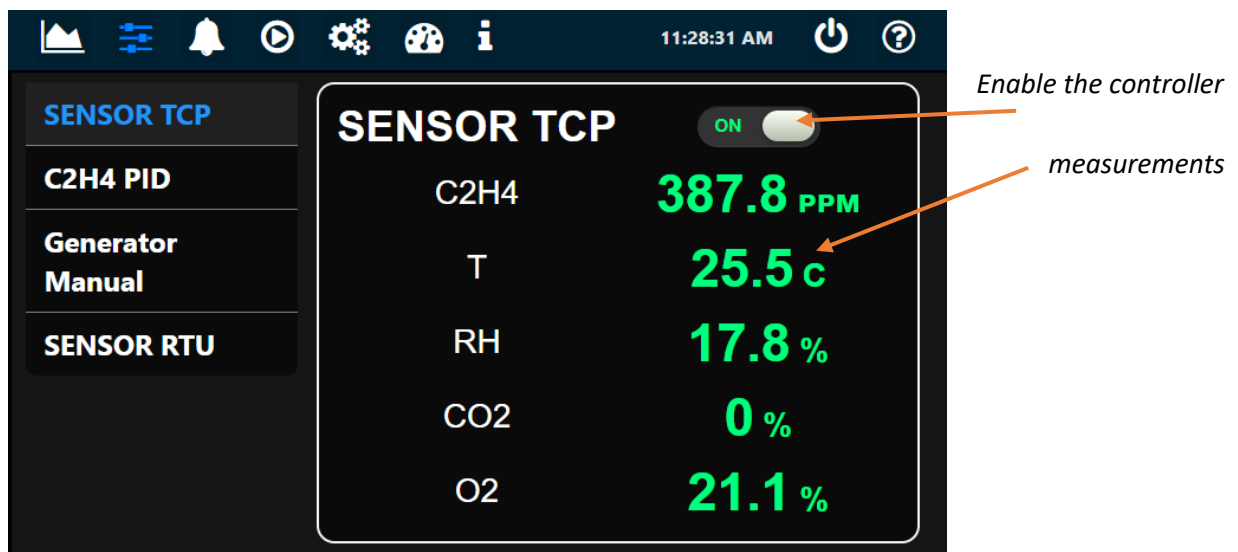 11:28:31 AM
Enable the controller
SENSOR TCP
SENSOR TCP
ON
measurements
C2H4 PID
C2H4
387.8 PPM
Generator
Manual
T
25.5 C
SENSOR RTU
RH
17.8 %
CO2
0 %
O2
21.1 %